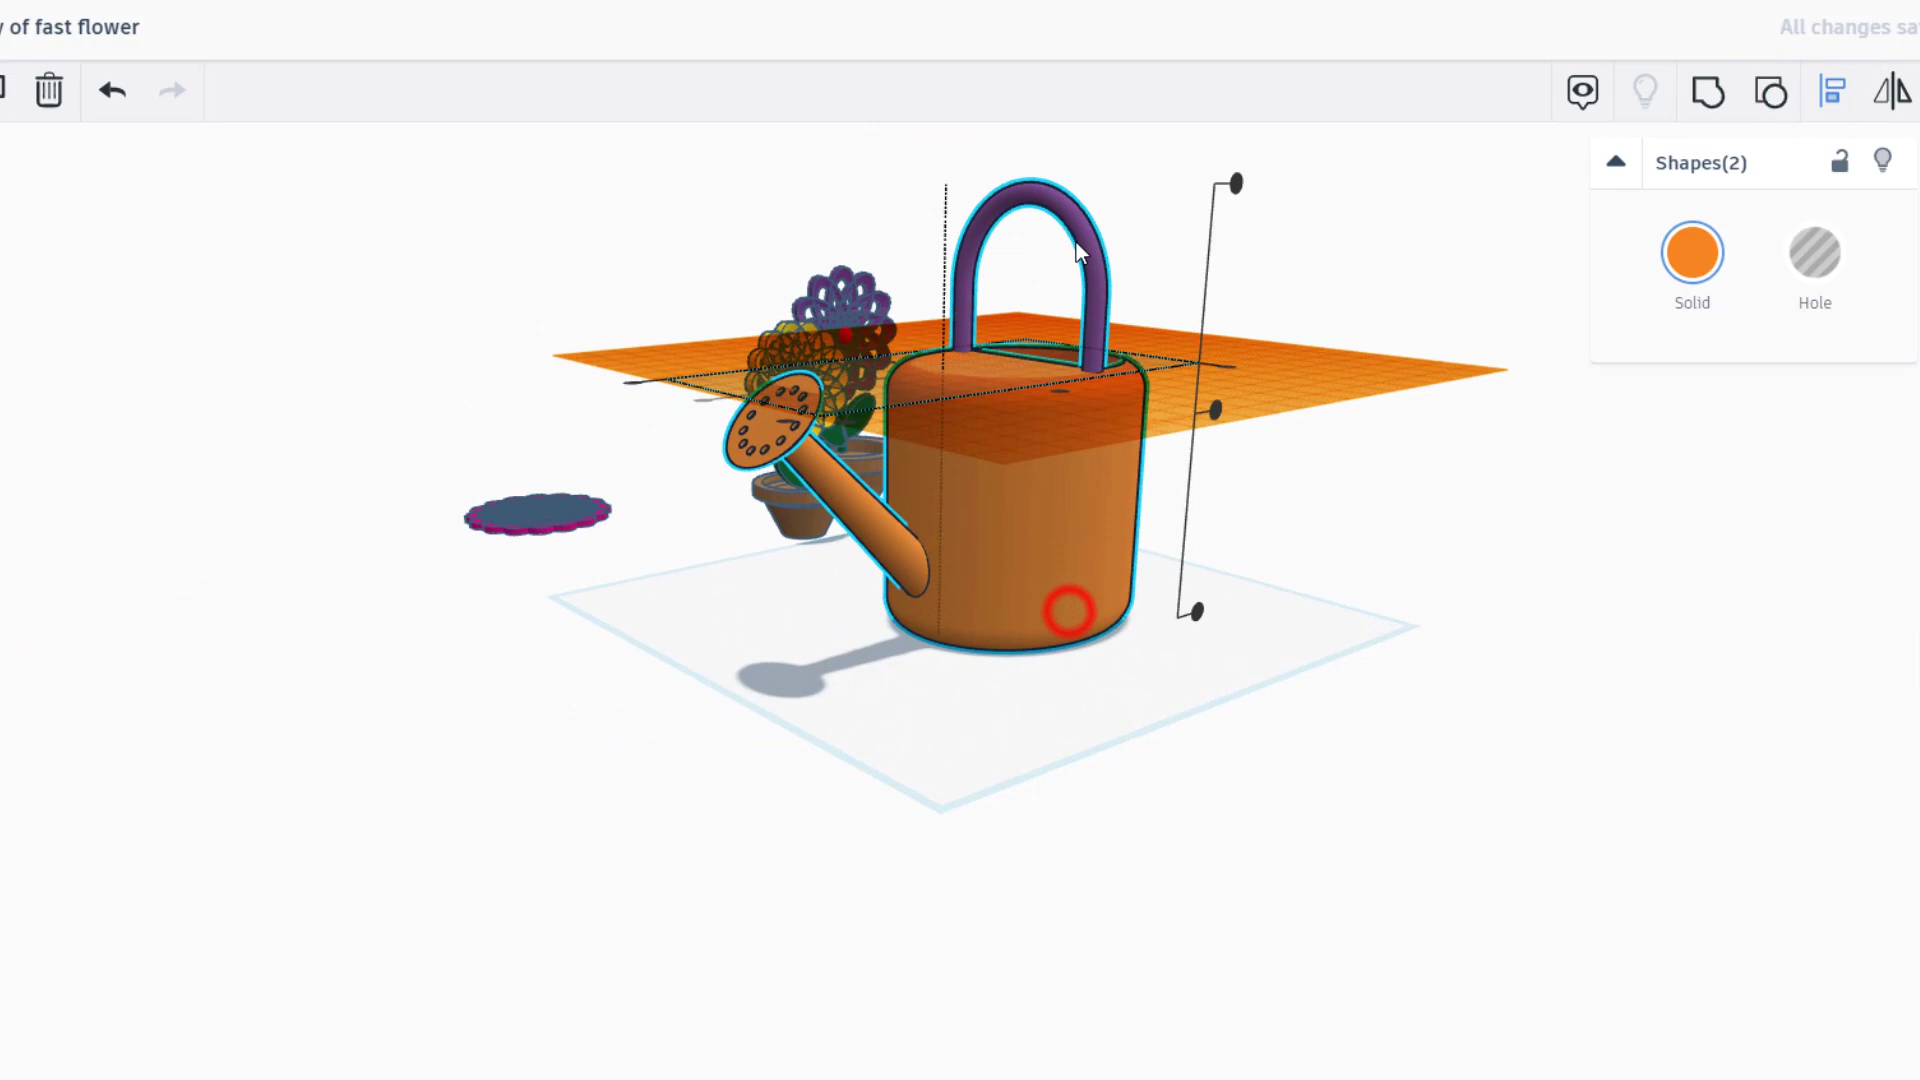 of fast flower
All changes sa
Shapes(2)
Solid
Hole